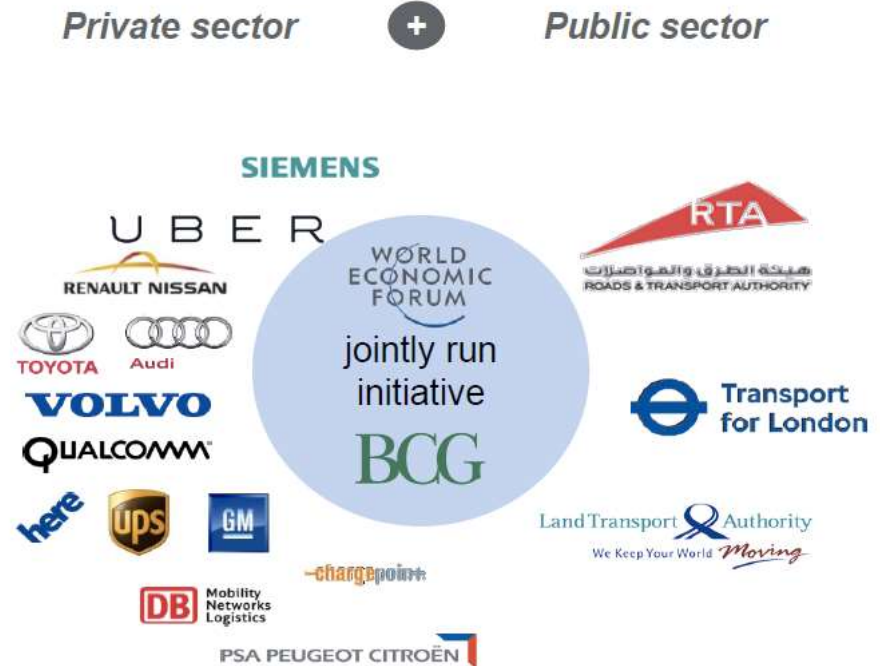 Private sector + Public sector
SIEMENS
UBER
RENAULT NISSAN
TOYOTA
Audi
VOLVO
QUALCOMM
here
ups
GM
DB Mobility
Networks
Logistics
PSA PEUGEOT CITROËN
-chargepoint+
WORLD
ECONOMIC
FORUM
jointly run
initiative
BCG
RTA
هيئة الطرق والمواصلات
ROADS & TRANSPORT AUTHORITY
Transport
for London
Land Transport Authority
We Keep Your World Moving